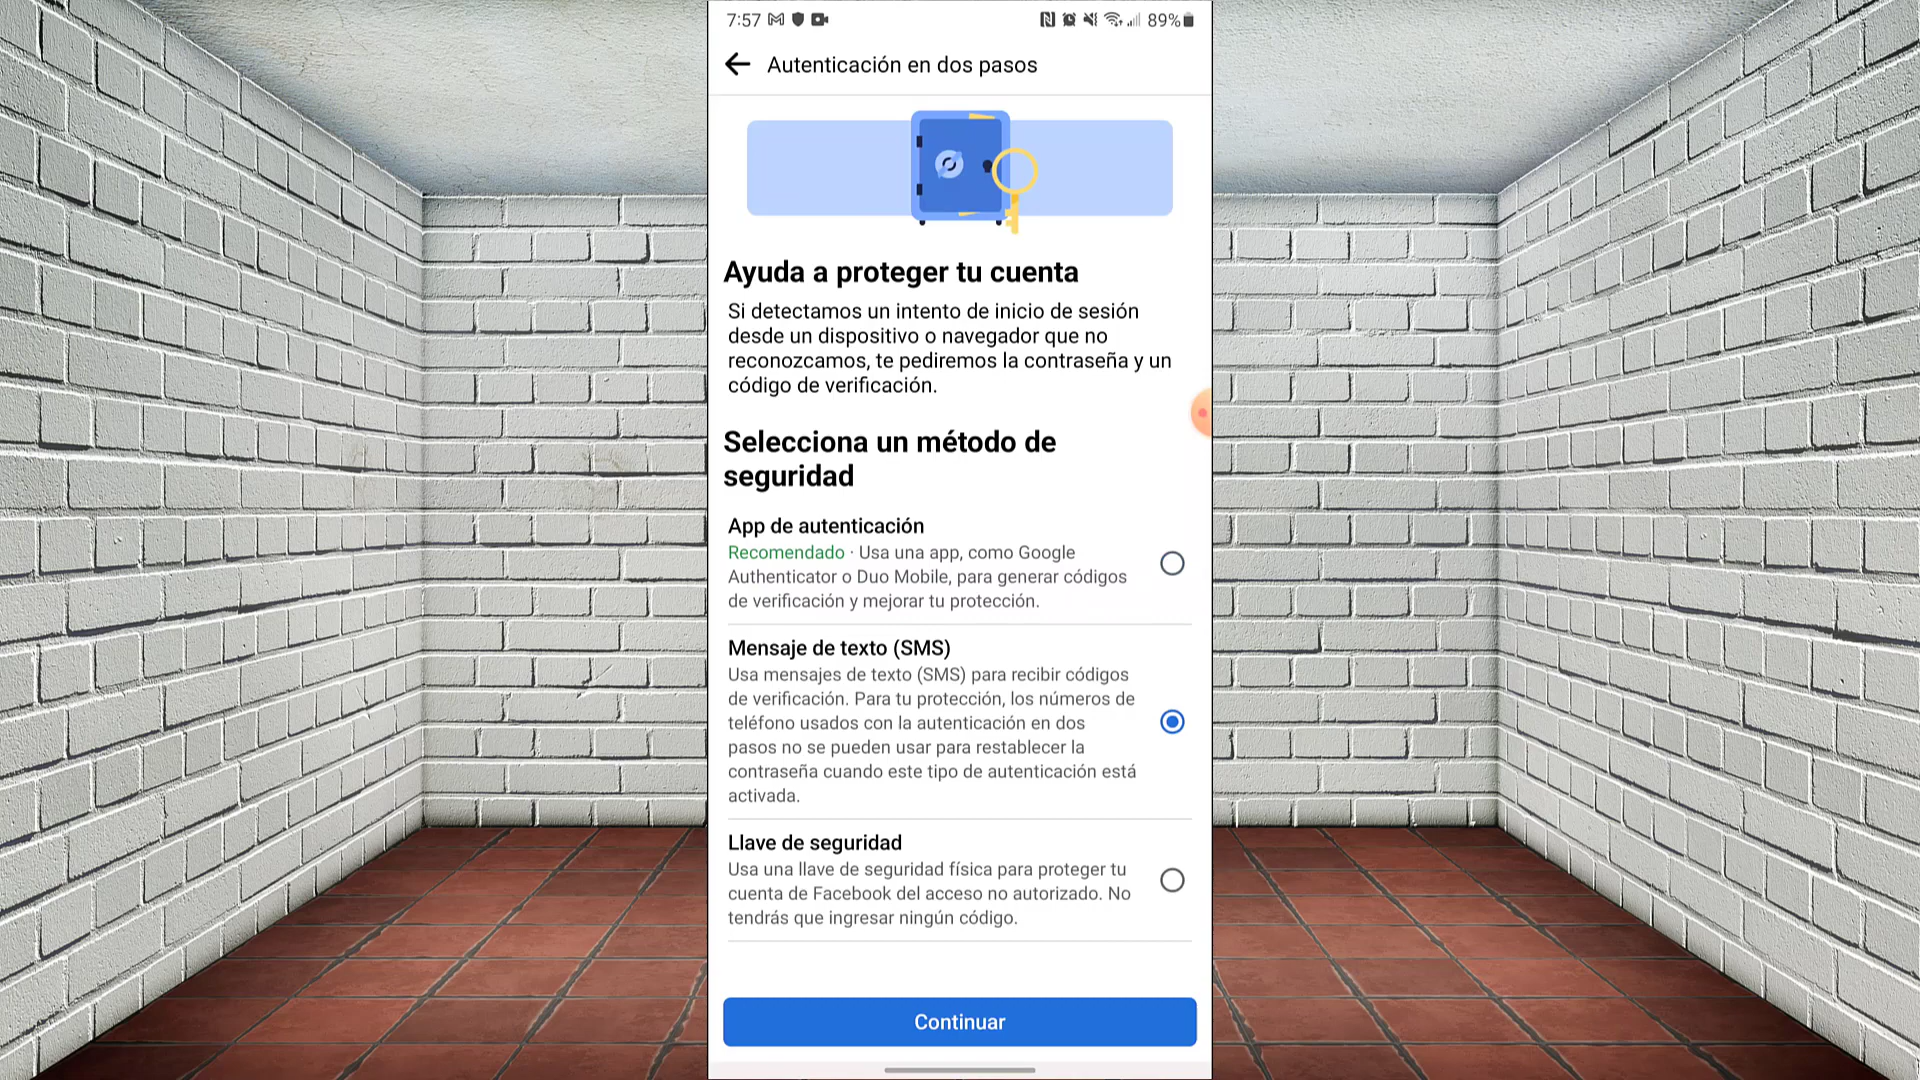 7:57
89%
Autenticación en dos pasos
Ayuda a proteger tu cuenta
Si detectamos un intento de inicio de sesión
desde un dispositivo o navegador que no
reconozcamos, te pediremos la contraseña y un
código de verificación.
Selecciona un método de
seguridad
App de autenticación
Recomendado · Usa una app, como Google
Authenticator o Duo Mobile, para generar códigos
de verificación y mejorar tu protección.
Mensaje de texto (SMS)
Usa mensajes de texto (SMS) para recibir códigos
de verificación. Para tu protección, los números de
teléfono usados con la autenticación en dos
pasos no se pueden usar para restablecer la
contraseña cuando este tipo de autenticación está
activada.
Llave de seguridad
Usa una llave de seguridad física para proteger tu
cuenta de Facebook del acceso no autorizado. No
tendrás que ingresar ningún código.
Continuar